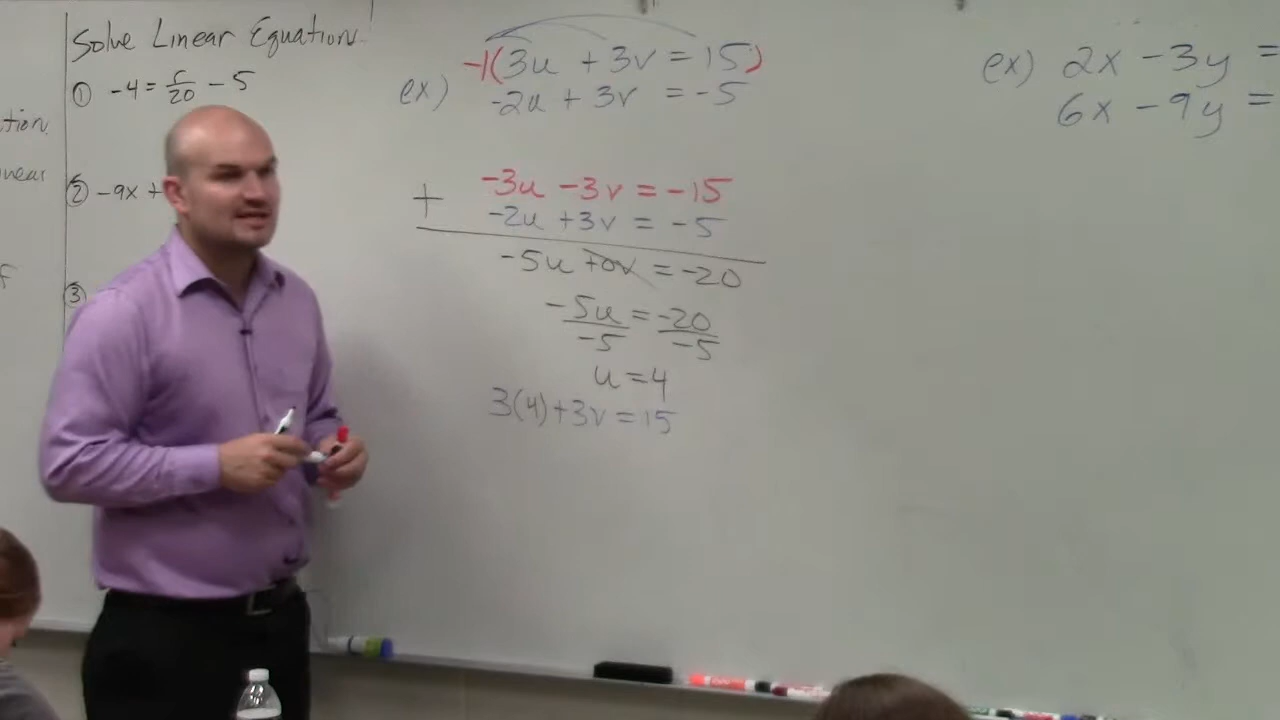 Solve Linear Equation!
① -4 = r/20 - 5
tion
near
② -9x +
f
③
ex) -1(3u + 3v = 15)
-2u + 3v = -5
-3u -3v = -15
+ -2u +3v = -5
-5u +0v = -20
-5u/-5 = -20/-5
u = 4
3(4)+3v = 15
ex) 2x - 3y =
6x - 9y =